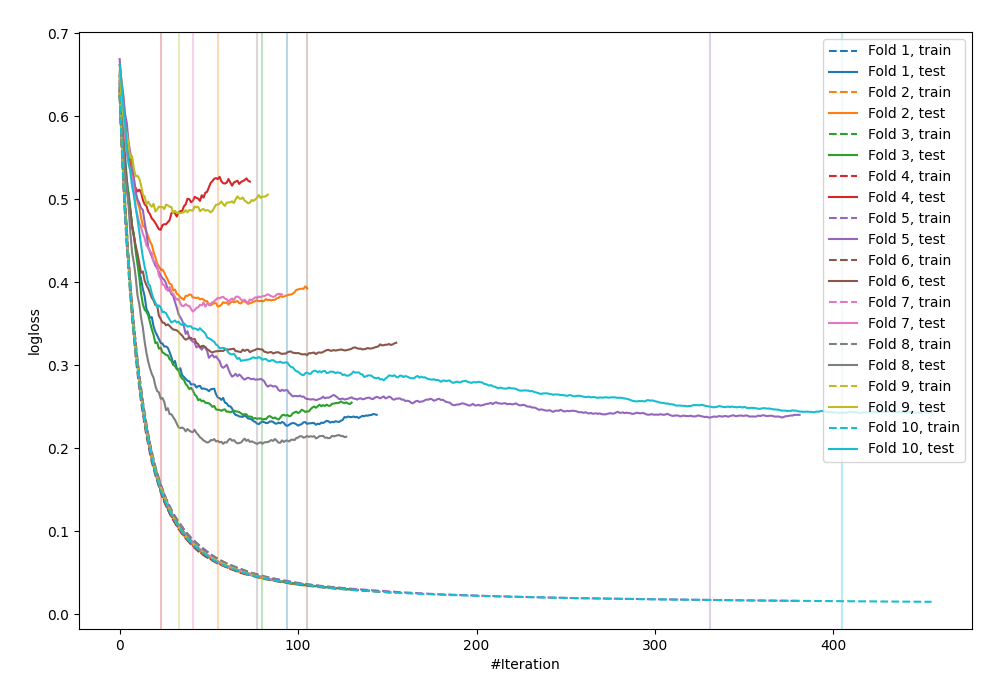 0.7
0.6
0.5
0.4
0.3
0.2
0.1
0.0
logloss
0
100
200
300
400
#Iteration
Fold 1, train
Fold 1, test
Fold 2, train
Fold 2, test
Fold 3, train
Fold 3, test
Fold 4, train
Fold 4, test
Fold 5, train
Fold 5, test
Fold 6, train
Fold 6, test
Fold 7, train
Fold 7, test
Fold 8, train
Fold 8, test
Fold 9, train
Fold 9, test
Fold 10, train
Fold 10, test